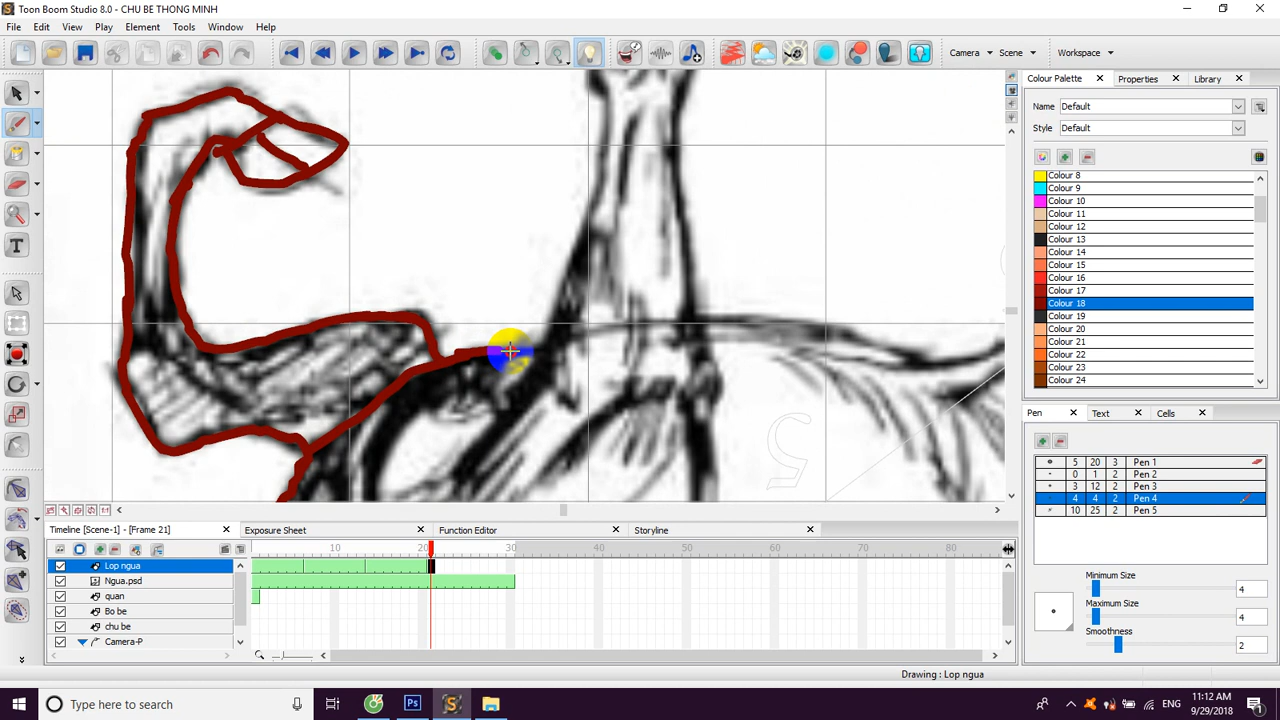 Toon Boom Studio 8.0 - CHU BE THONG MINH
File Edit View Play Element Tools Window Help
Camera Scene Workspace
Colour Palette Properties Library
Name Default
Style Default
Colour 8
Colour 9
Colour 10
Colour 11
Colour 12
Colour 13
Colour 14
Colour 15
Colour 16
Colour 17
Colour 18
Colour 19
Colour 20
Colour 21
Colour 22
Colour 23
Colour 24
Pen Text Cells
5 20 3 Pen 1
0 1 2 Pen 2
3 12 2 Pen 3
4 4 2 Pen 4
10 25 2 Pen 5
Minimum Size
4
Maximum Size
4
Smoothness
2
Timeline [Scene-1] - [Frame 21] Exposure Sheet Function Editor Storyline
10 20 30 40 50 60 70 80
Lop ngua
Ngua.psd
quan
Bo be
chu be
Camera-P
Drawing : Lop ngua
Type here to search
ENG
11:12 AM
9/29/2018